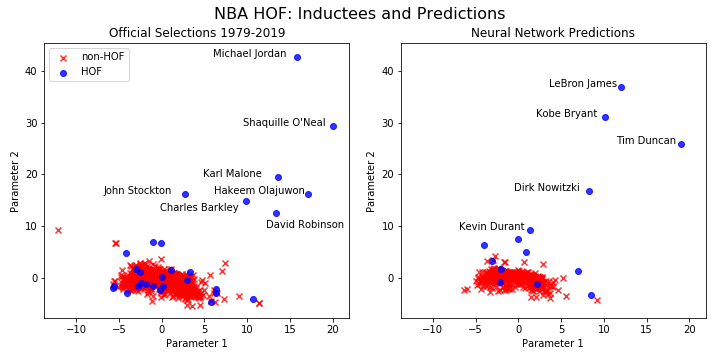 NBA HOF: Inductees and Predictions
Official Selections 1979-2019
non-HOF
HOF
Michael Jordan
Shaquille O'Neal
Karl Malone
John Stockton
Hakeem Olajuwon
Charles Barkley
David Robinson
Parameter 2
40
30
20
10
0
−10
−5
0
5
10
15
20
Parameter 1
Neural Network Predictions
LeBron James
Kobe Bryant
Tim Duncan
Dirk Nowitzki
Kevin Durant
Parameter 2
40
30
20
10
0
−10
−5
0
5
10
15
20
Parameter 1